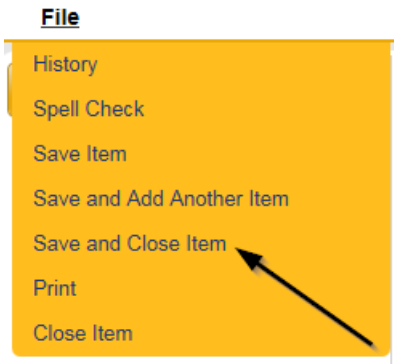 File
History
Spell Check
Save Item
Save and Add Another Item
Save and Close Item
Print
Close Item